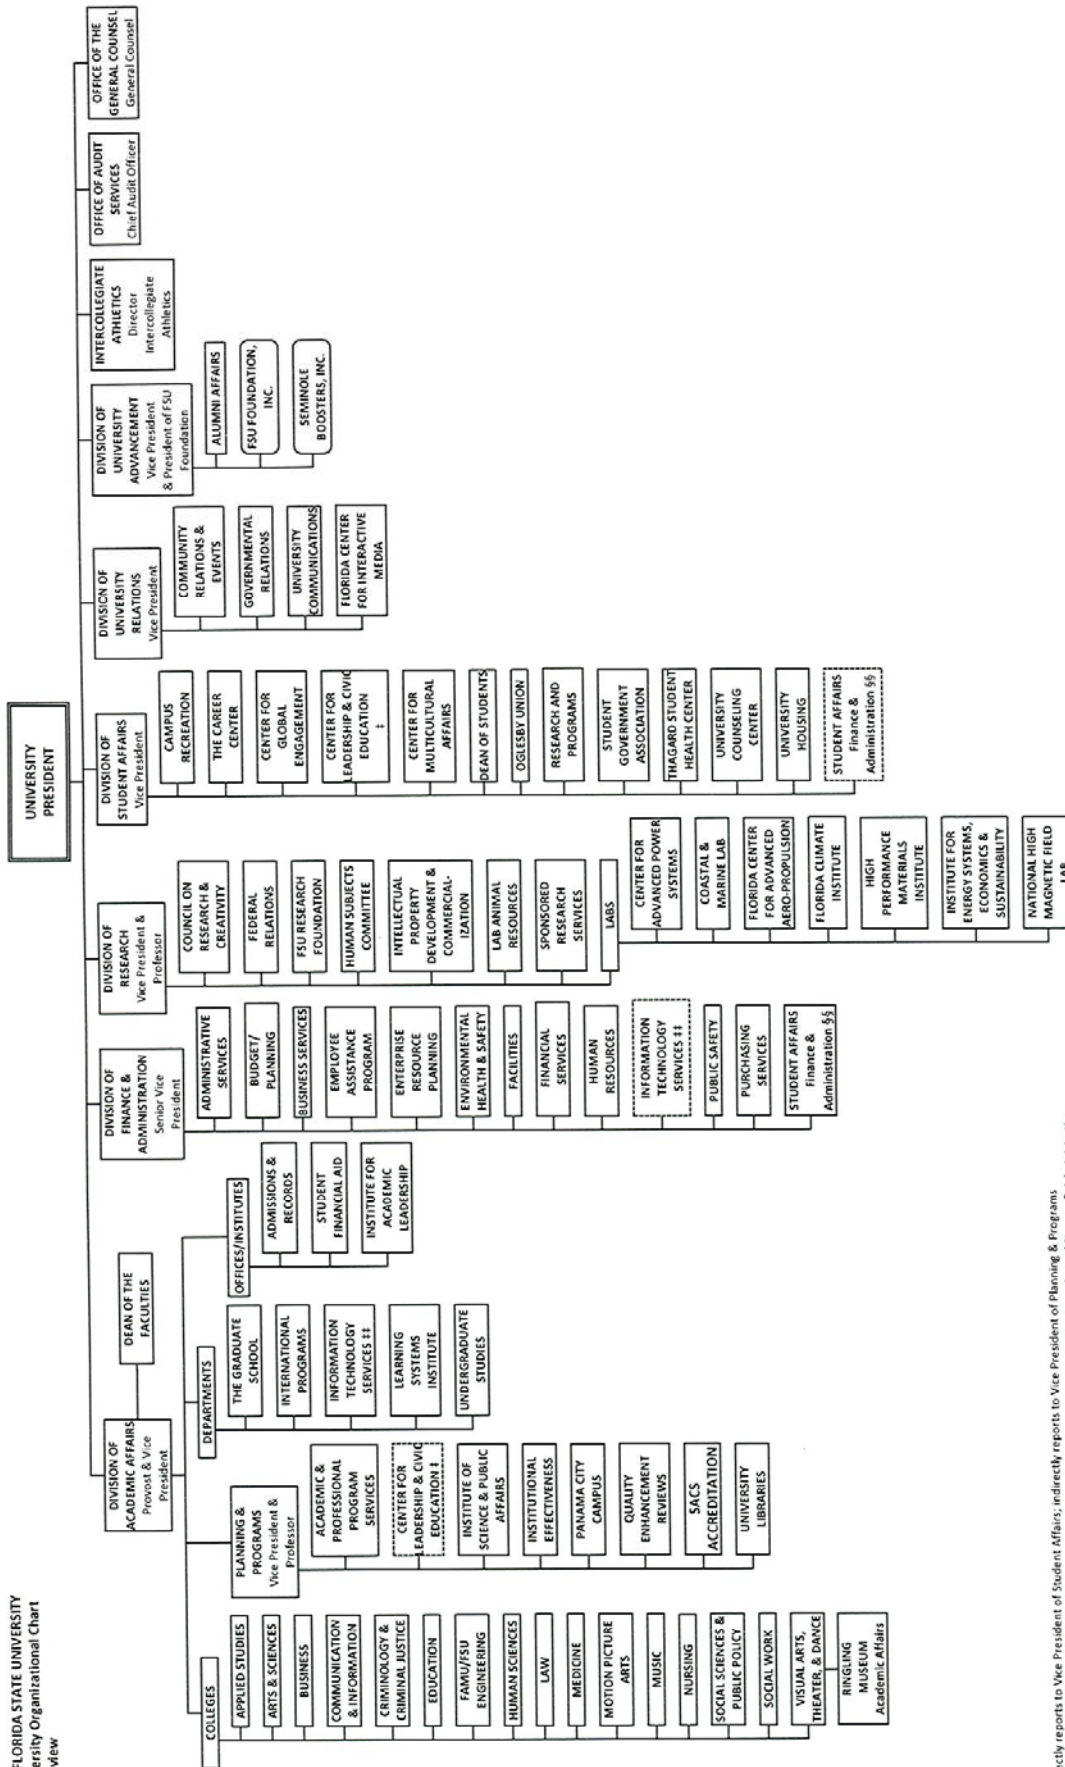 FLORIDA STATE UNIVERSITY
ersity Organizational Chart
view
UNIVERSITY
PRESIDENT
DIVISION OF
ACADEMIC AFFAIRS
Provost & Vice
President
DEAN OF THE
FACULTIES
COLLEGES
APPLIED STUDIES
ARTS & SCIENCES
BUSINESS
COMMUNICATION
& INFORMATION
CRIMINOLOGY &
CRIMINAL JUSTICE
EDUCATION
FAMU/FSU
ENGINEERING
HUMAN SCIENCES
LAW
MEDICINE
MOTION PICTURE
ARTS
MUSIC
NURSING
SOCIAL SCIENCES &
PUBLIC POLICY
SOCIAL WORK
VISUAL ARTS,
THEATER, & DANCE
RINGLING
MUSEUM
Academic Affairs
PLANNING &
PROGRAMS
Vice President &
Professor
ACADEMIC &
PROFESSIONAL
PROGRAM
SERVICES
CENTER FOR
LEADERSHIP & CIVIC
EDUCATION ‡
INSTITUTE OF
SCIENCE & PUBLIC
AFFAIRS
INSTITUTIONAL
EFFECTIVENESS
PANAMA CITY
CAMPUS
QUALITY
ENHANCEMENT
REVIEWS
SACS
ACCREDITATION
UNIVERSITY
LIBRARIES
DEPARTMENTS
THE GRADUATE
SCHOOL
INTERNATIONAL
PROGRAMS
INFORMATION
TECHNOLOGY
SERVICES ‡‡
LEARNING
SYSTEMS
INSTITUTE
UNDERGRADUATE
STUDIES
OFFICES/INSTITUTES
ADMISSIONS &
RECORDS
STUDENT
FINANCIAL AID
INSTITUTE FOR
ACADEMIC
LEADERSHIP
DIVISION OF
FINANCE &
ADMINISTRATION
Senior Vice
President
ADMINISTRATIVE
SERVICES
BUDGET/
PLANNING
BUSINESS SERVICES
EMPLOYEE
ASSISTANCE
PROGRAM
ENTERPRISE
RESOURCE
PLANNING
ENVIRONMENTAL
HEALTH & SAFETY
FACILITIES
FINANCIAL
SERVICES
HUMAN
RESOURCES
INFORMATION
TECHNOLOGY
SERVICES ‡‡
PUBLIC SAFETY
PURCHASING
SERVICES
STUDENT AFFAIRS
Finance &
Administration §§
DIVISION OF
RESEARCH
Vice President &
Professor
COUNCIL ON
RESEARCH &
CREATIVITY
FEDERAL
RELATIONS
FSU RESEARCH
FOUNDATION
HUMAN SUBJECTS
COMMITTEE
INTELLECTUAL
PROPERTY
DEVELOPMENT &
COMMERCIAL-
IZATION
LAB ANIMAL
RESOURCES
SPONSORED
RESEARCH
SERVICES
LABS
CENTER FOR
ADVANCED POWER
SYSTEMS
COASTAL &
MARINE LAB
FLORIDA CENTER
FOR ADVANCED
AERO-PROPULSION
FLORIDA CLIMATE
INSTITUTE
HIGH
PERFORMANCE
MATERIALS
INSTITUTE
INSTITUTE FOR
ENERGY SYSTEMS,
ECONOMICS &
SUSTAINABILITY
NATIONAL HIGH
MAGNETIC FIELD
LAB
DIVISION OF
STUDENT AFFAIRS
Vice President
CAMPUS
RECREATION
THE CAREER
CENTER
CENTER FOR
GLOBAL
ENGAGEMENT
CENTER FOR
LEADERSHIP & CIVIC
EDUCATION
‡
CENTER FOR
MULTICULTURAL
AFFAIRS
DEAN OF STUDENTS
OGLESBY UNION
RESEARCH AND
PROGRAMS
STUDENT
GOVERNMENT
ASSOCIATION
THAGARD STUDENT
HEALTH CENTER
UNIVERSITY
COUNSELING
CENTER
UNIVERSITY
HOUSING
STUDENT AFFAIRS
Finance &
Administration §§
DIVISION OF
UNIVERSITY
RELATIONS
Vice President
COMMUNITY
RELATIONS &
EVENTS
GOVERNMENTAL
RELATIONS
UNIVERSITY
COMMUNICATIONS
FLORIDA CENTER
FOR INTERACTIVE
MEDIA
DIVISION OF
UNIVERSITY
ADVANCEMENT
Vice President
& President of FSU
Foundation
ALUMNI AFFAIRS
FSU FOUNDATION,
INC.
SEMINOLE
BOOSTERS, INC.
INTERCOLLEGIATE
ATHLETICS
Director
Intercollegiate
Athletics
OFFICE OF AUDIT
SERVICES
Chief Audit Officer
OFFICE OF THE
GENERAL COUNSEL
General Counsel
ectly reports to Vice President of Student Affairs; indirectly reports to Vice President of Planning & Programs